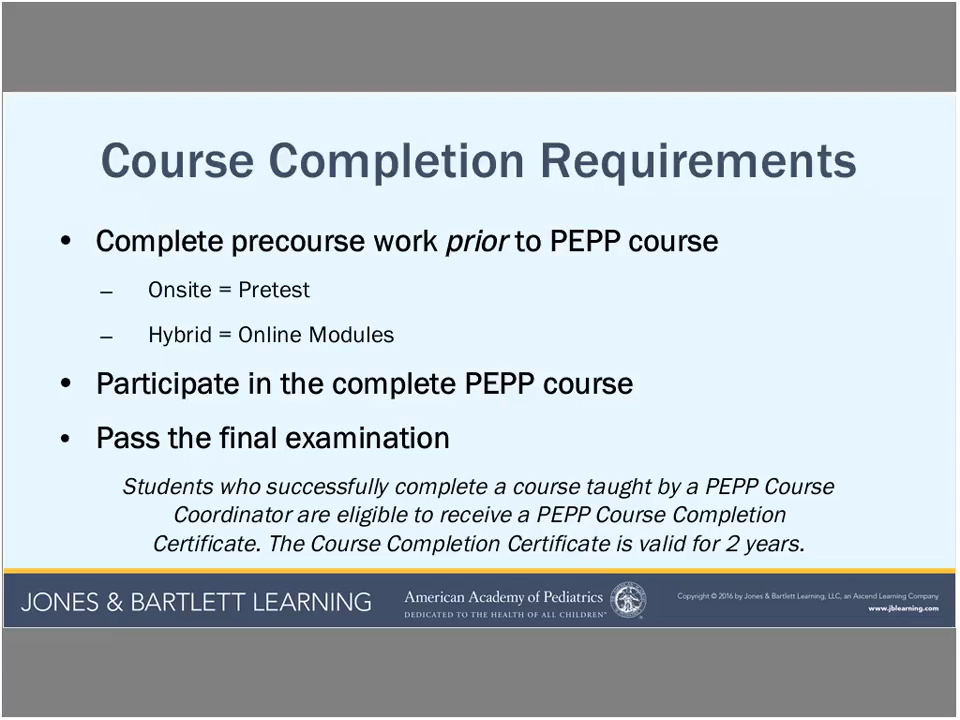 Course Completion Requirements
• Complete precourse work prior to PEPP course
– Onsite = Pretest
– Hybrid = Online Modules
• Participate in the complete PEPP course
• Pass the final examination
Students who successfully complete a course taught by a PEPP Course
Coordinator are eligible to receive a PEPP Course Completion
Certificate. The Course Completion Certificate is valid for 2 years.
JONES & BARTLETT LEARNING
American Academy of Pediatrics
DEDICATED TO THE HEALTH OF ALL CHILDREN™
Copyright © 2016 by Jones & Bartlett Learning, LLC, an Ascend Learning Company
www.jblearning.com